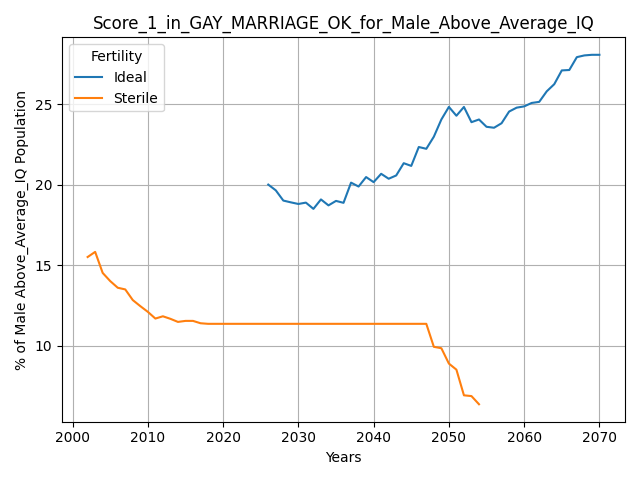 Score_1_in_GAY_MARRIAGE_OK_for_Male_Above_Average_IQ
Fertility
Ideal
Sterile
% of Male Above_Average_IQ Population
25
20
15
10
2000 2010 2020 2030 2040 2050 2060 2070
Years